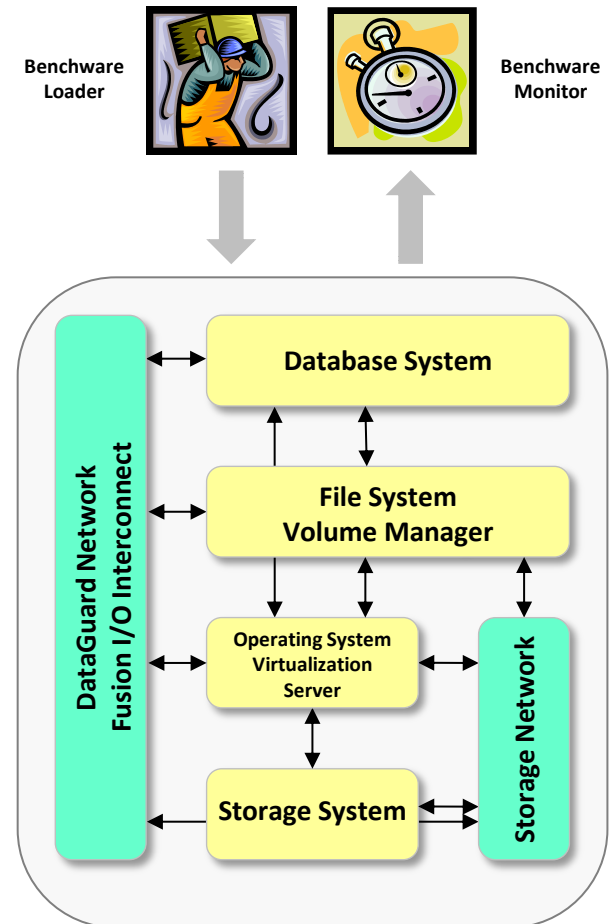 Benchware
Loader
Benchware
Monitor
Database System
DataGuard Network
Fusion I/O Interconnect
File System
Volume Manager
Operating System
Virtualization
Server
Storage Network
Storage System